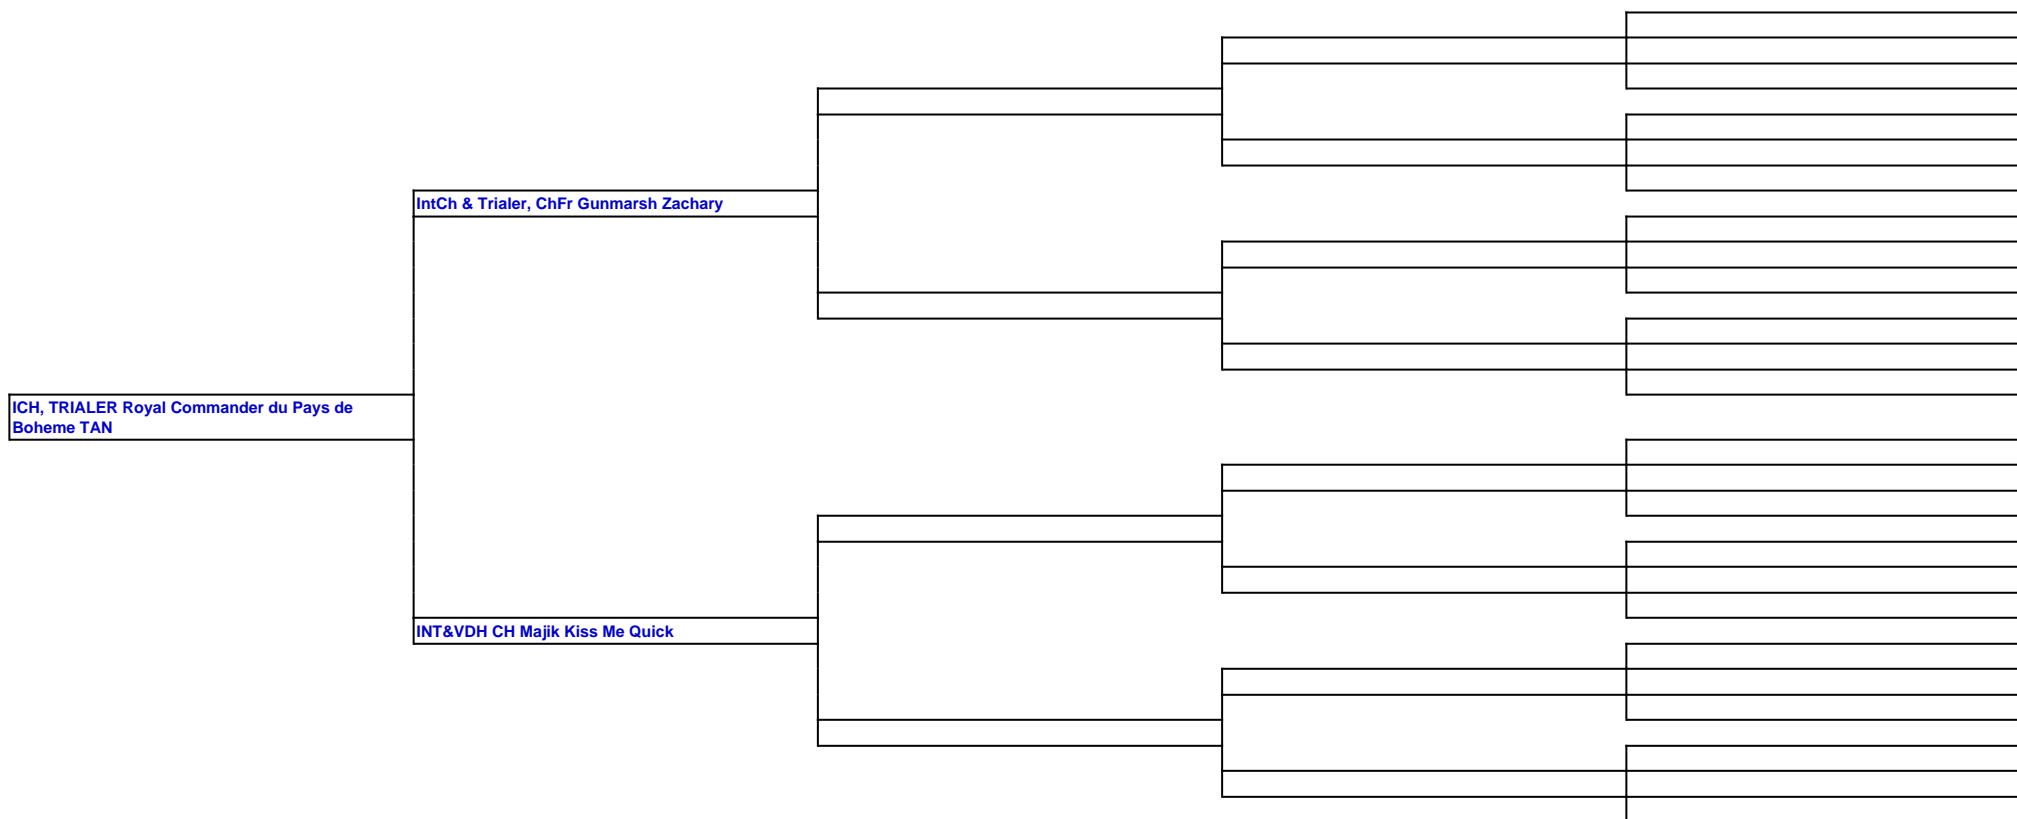 IntCh & Trialer, ChFr Gunmarsh Zachary
ICH, TRIALER Royal Commander du Pays de
Boheme TAN
INT&VDH CH Majik Kiss Me Quick